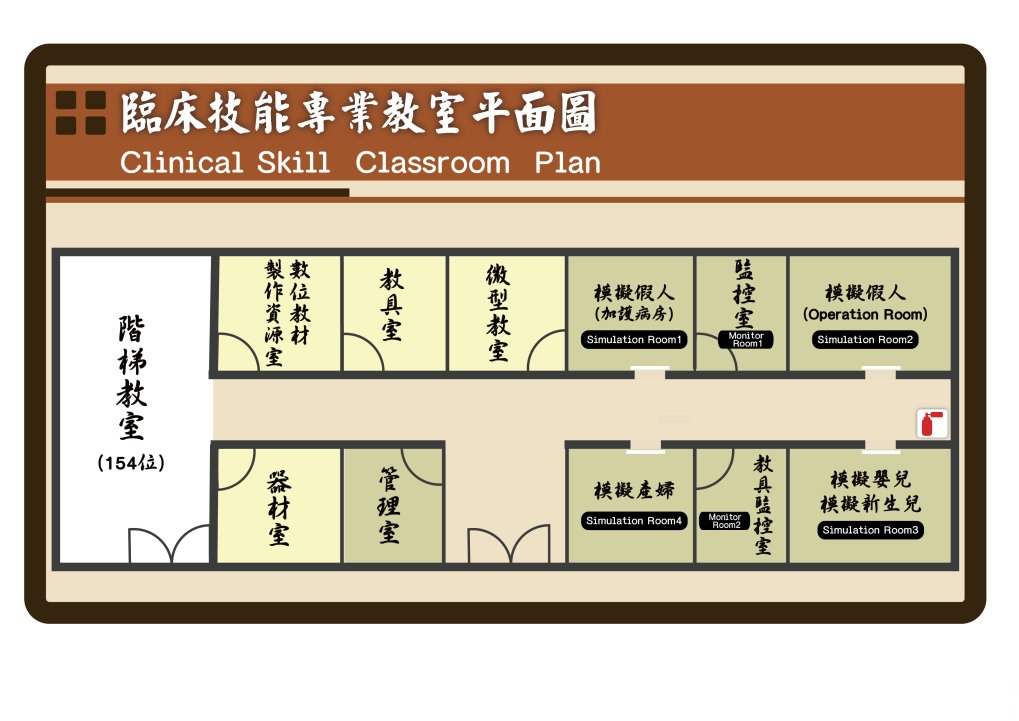 臨床技能專業教室平面圖
Clinical Skill Classroom Plan
階梯教室
(154位)
數位教材
製作資源室
教具室
微型教室
模擬假人
(加護病房)
Simulation Room1
監控室
Monitor
Room1
模擬假人
(Operation Room)
Simulation Room2
器材室
管理室
模擬產婦
Simulation Room4
教具監控室
Monitor
Room2
模擬嬰兒
模擬新生兒
Simulation Room3